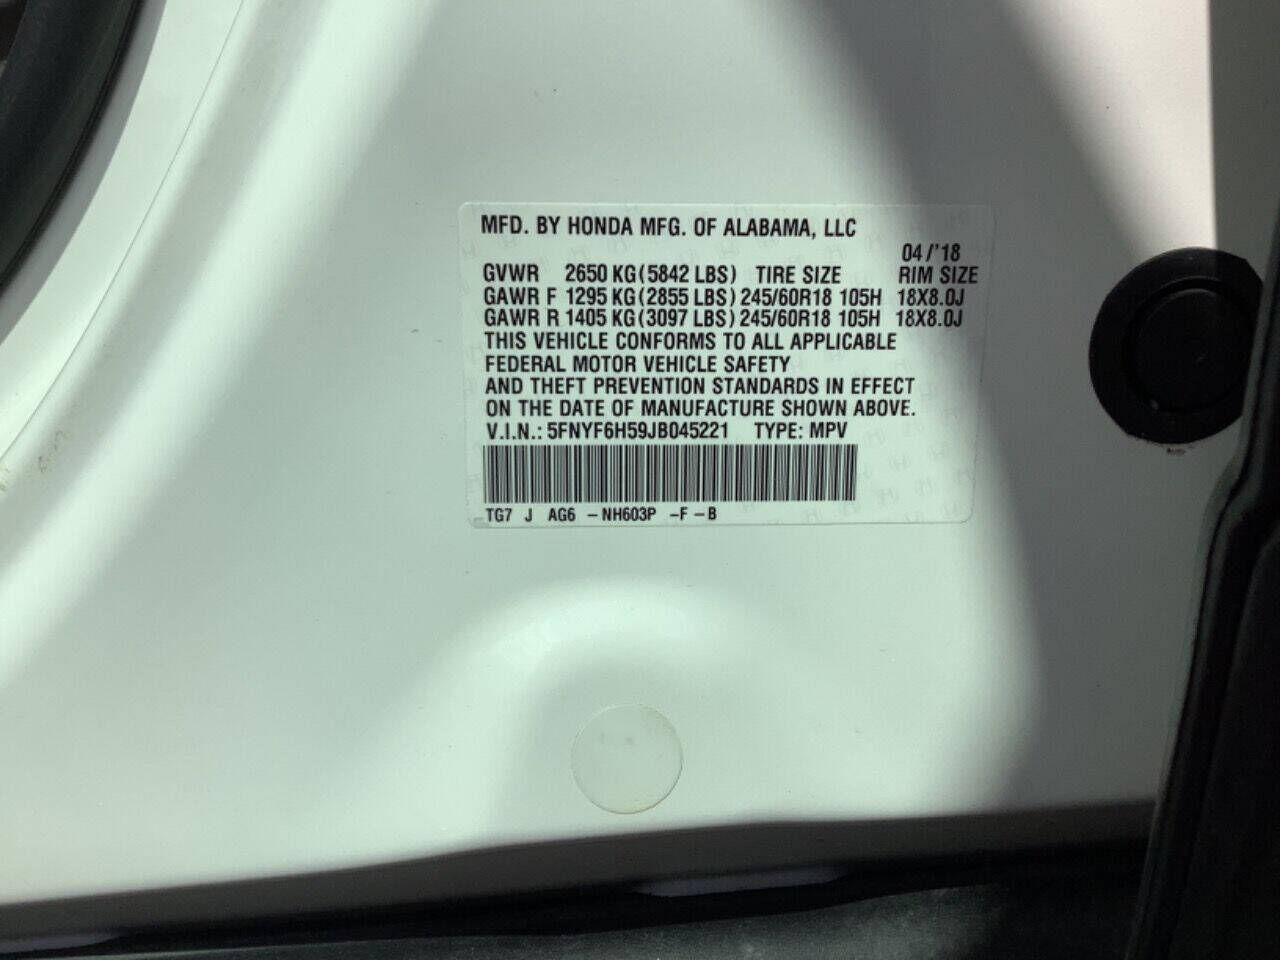 MFD. BY HONDA MFG. OF ALABAMA, LLC
04/'18
GVWR 2650 KG(5842 LBS) TIRE SIZE RIM SIZE
GAWR F 1295 KG(2855 LBS) 245/60R18 105H 18X8.0J
GAWR R 1405 KG(3097 LBS) 245/60R18 105H 18X8.0J
THIS VEHICLE CONFORMS TO ALL APPLICABLE
FEDERAL MOTOR VEHICLE SAFETY
AND THEFT PREVENTION STANDARDS IN EFFECT
ON THE DATE OF MANUFACTURE SHOWN ABOVE.
V.I.N.: 5FNYF6H59JB045221 TYPE: MPV
TG7 J AG6 -NH603P -F -B